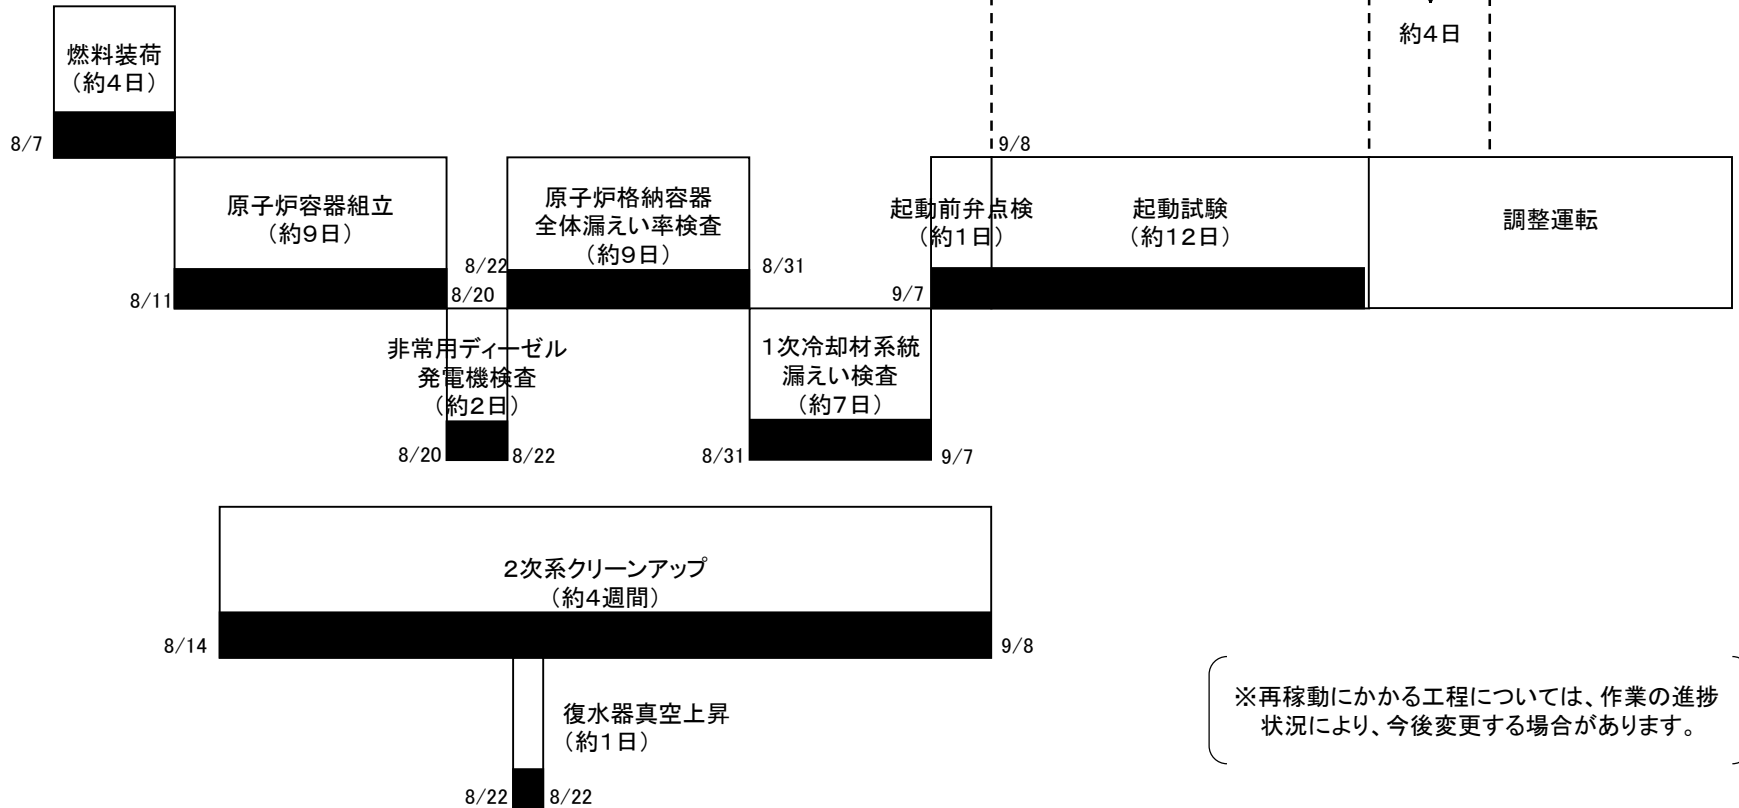 約4日
燃料装荷
（約4日）
8/7
9/8
原子炉容器組立
（約9日）
原子炉格納容器
全体漏えい率検査
（約9日）
起動前弁点検
（約1日）
起動試験
（約12日）
調整運転
8/22
8/31
8/11
8/20
9/7
非常用ディーゼル
発電機検査
（約2日）
1次冷却材系統
漏えい検査
（約7日）
8/20
8/22
8/31
9/7
2次系クリーンアップ
（約4週間）
8/14
9/8
※再稼動にかかる工程については、作業の進捗
状況により、今後変更する場合があります。
復水器真空上昇
（約1日）
8/22
8/22